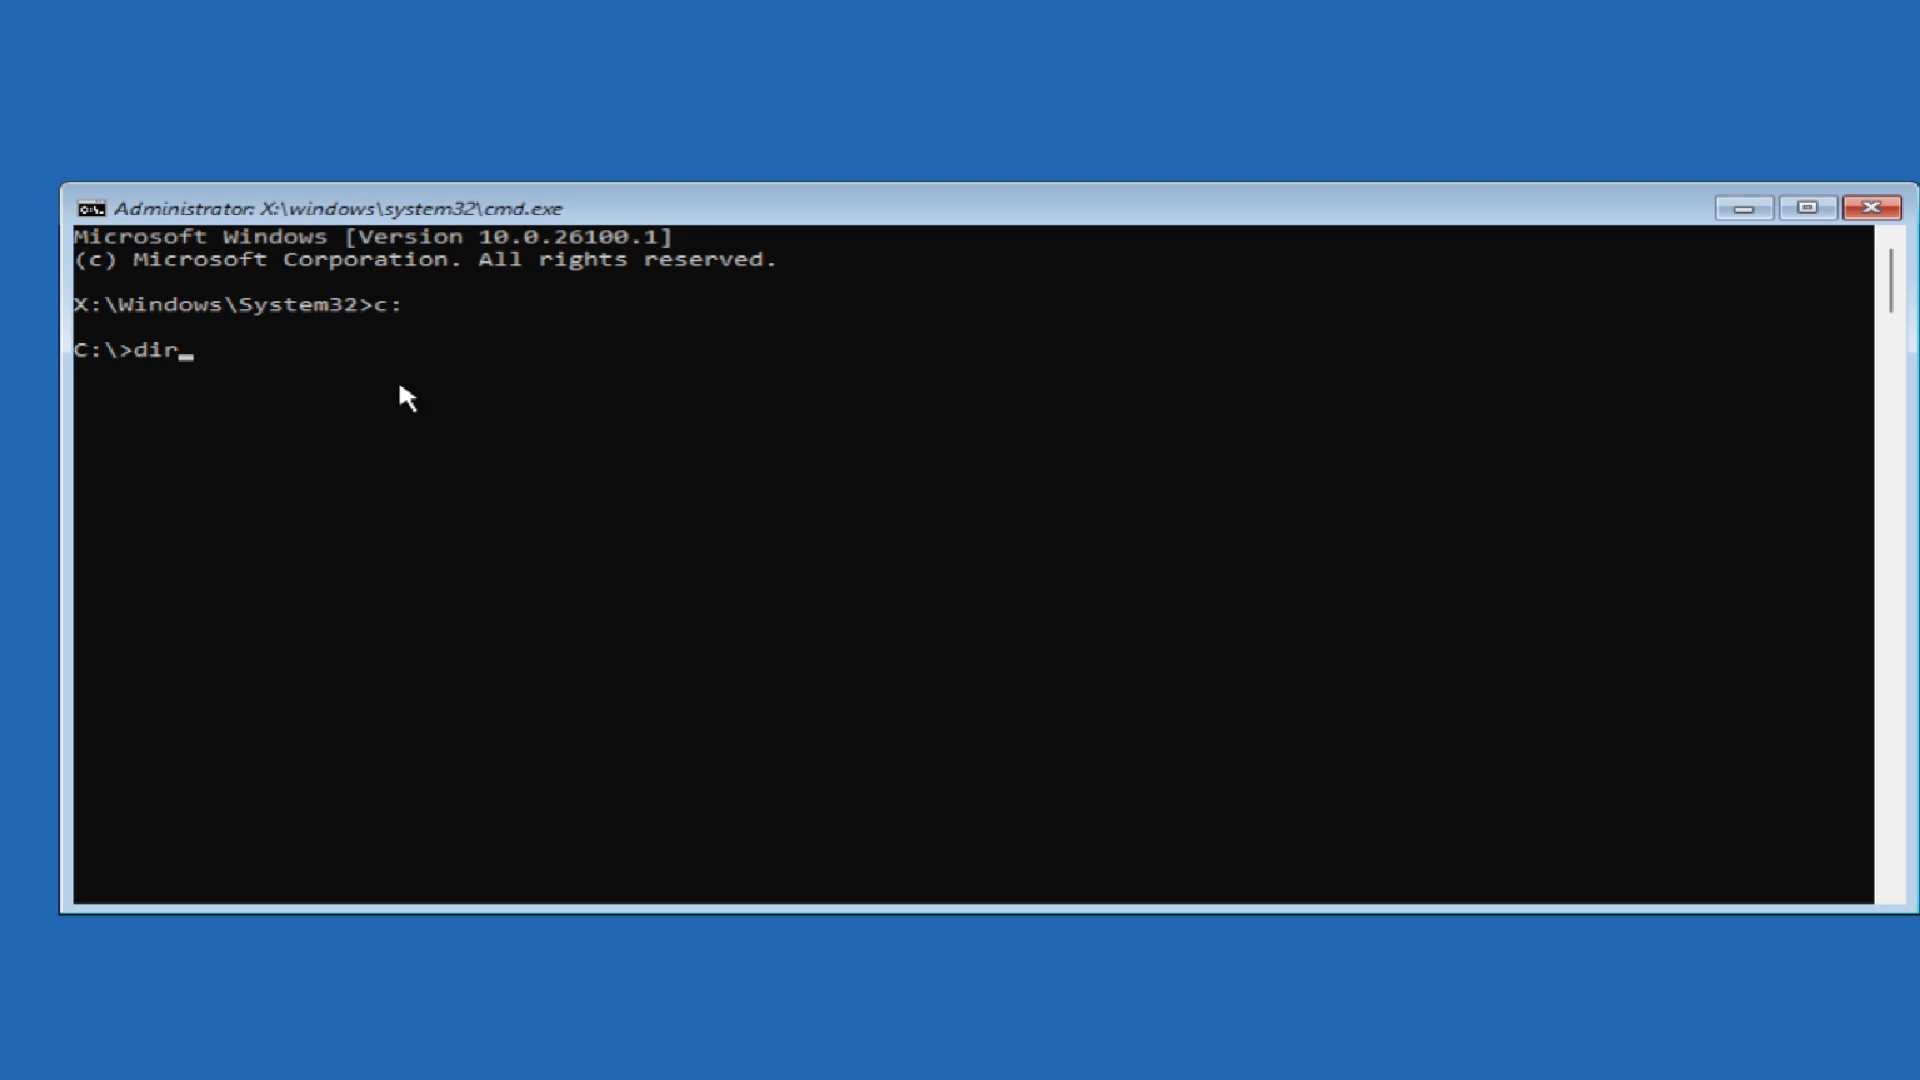 Administrator: X:\windows\system32\cmd.exe
Microsoft Windows [Version 10.0.26100.1]
(c) Microsoft Corporation. All rights reserved.
X:\Windows\System32>c:
C:\>dir